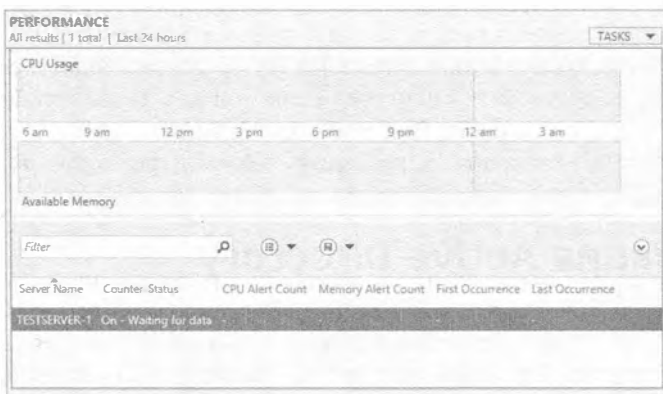 PERFORMANCE
All results | 1 total | Last 24 hours
TASKS
CPU Usage
6 am 9 am 12 pm 3 pm 6 pm 9 pm 12 am 3 am
Available Memory
Filter
Server Name Counter Status CPU Alert Count Memory Alert Count First Occurrence Last Occurrence
TESTSERVER-1 On - Waiting for data - - - -